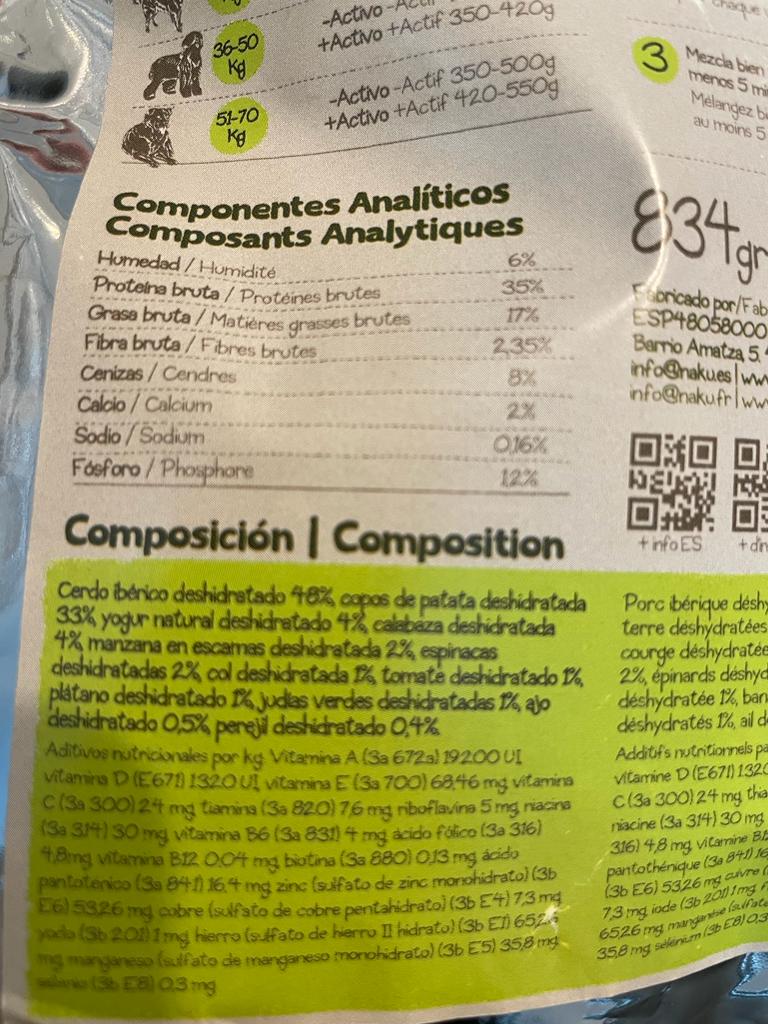 Kg
-Activo -Actif
+Activo +Actif 350-420g
36-50
Kg
-Activo -Actif 350-500g
+Activo +Actif 420-550g
51-70
Kg
chaque
3
Mezcla bien
menos 5
Mélangez
au moins 5
Componentes Analíticos
Composants Analytiques
Humedad / Humidité 6%
Proteína bruta / Protéines brutes 35%
Grasa bruta / Matières grasses brutes 17%
Fibra bruta / Fibres brutes 2,35%
Cenizas / Cendres 8%
Calcio / Calcium 2%
Sodio / Sodium 0,16%
Fósforo / Phosphore 1,2%
834gr
Fabricado por/Fab
ESP48058000
Barrio Amatza, 5,
info@naku.es | ww
info@naku.fr | ww
+ info ES
Composición | Composition
Cerdo ibérico deshidratado 48%, copos de patata deshidratada
33%, yogur natural deshidratado 4%, calabaza deshidratada
4%, manzana en escamas deshidratada 2%, espinacas
deshidratadas 2%, col deshidratada 1%, tomate deshidratado 1%,
plátano deshidratado 1%, judías verdes deshidratadas 1%, ajo
deshidratado 0,5%, perejil deshidratado 0,4%.
Aditivos nutricionales por kg: Vitamina A (3a 672a) 19200 UI,
vitamina D (E671) 1320 UI, vitamina E (3a 700) 68,46 mg, vitamina
C (3a 300) 24 mg, tiamina (3a 820) 7,6 mg, riboflavina 5 mg, niacina
(3a 314) 30 mg, vitamina B6 (3a 831) 4 mg, ácido fólico (3a 316)
4,8mg, vitamina B12 0,04 mg, biotina (3a 880) 0,13 mg, ácido
pantoténico (3a 841) 16,4 mg, zinc (sulfato de zinc monohidrato) (3b
E6) 53,26 mg, cobre (sulfato de cobre pentahidrato) (3b E4) 7,3 mg,
yodo (3b 201) 1 mg, hierro (sulfato de hierro II hidrato) (3b E1) 65,26
mg, manganeso (sulfato de manganeso monohidrato) (3b E5) 35,8 mg,
selenio (3b E8) 0,3 mg
Porc ibérique désh
terre déshydratées
courge déshydratée
2%, épinards déshyd
déshydratée 1%, ban
déshydratés 1%, ail d
Additifs nutritionnels pa
vitamine D (E671) 1320
C (3a 300) 24 mg, thia
niacine (3a 314) 30 mg,
316) 4,8 mg, vitamine B12
pantothénique (3a 841) 16
(3b E6) 53,26 mg, cuivre (
7,3 mg, iode (3b 201) 1 mg, f
65,26 mg, manganèse (sulfate
35,8 mg, sélénium (3b E8) 0,3